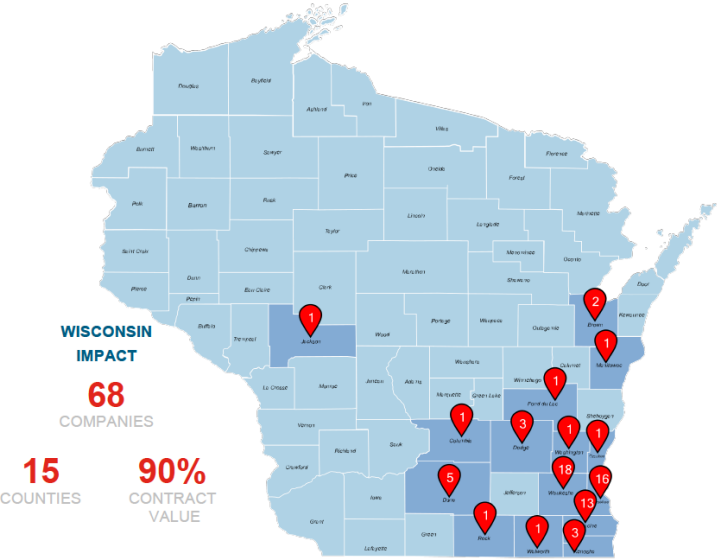 Bayfield
Douglas
Ashland
Iron
Vilas
Burnett
Washburn
Sawyer
Florence
Price
Oneida
Forest
Polk
Barron
Rusk
Lincoln
Langlade
Marinette
Taylor
Saint Croix
Chippewa
Menominee
Oconto
Dunn
Marathon
Shawano
Pierce
Eau Claire
Clark
Door
Pepin
2
Kewaunee
1
Buffalo
Portage
Waupaca
Brown
WISCONSIN
Trempeal
Wood
Outagamie
Jackson
1
IMPACT
Waushara
Calumet
Manitowoc
68
La Crosse
Monroe
Juneau
Adams
Winnebago
1
COMPANIES
Marquette
Green Lake
Fond du Lac
1
3
1
1
Sheboygan
Vernon
Columbia
Dodge
Washington
Ozaukee
15
90%
Richland
Sauk
18
16
Crawford
5
Waukesha
COUNTIES
CONTRACT
Iowa
Dane
Jefferson
13
VALUE
1
1
3
Grant
Green
Rock
Walworth
Kenosha
Lafayette